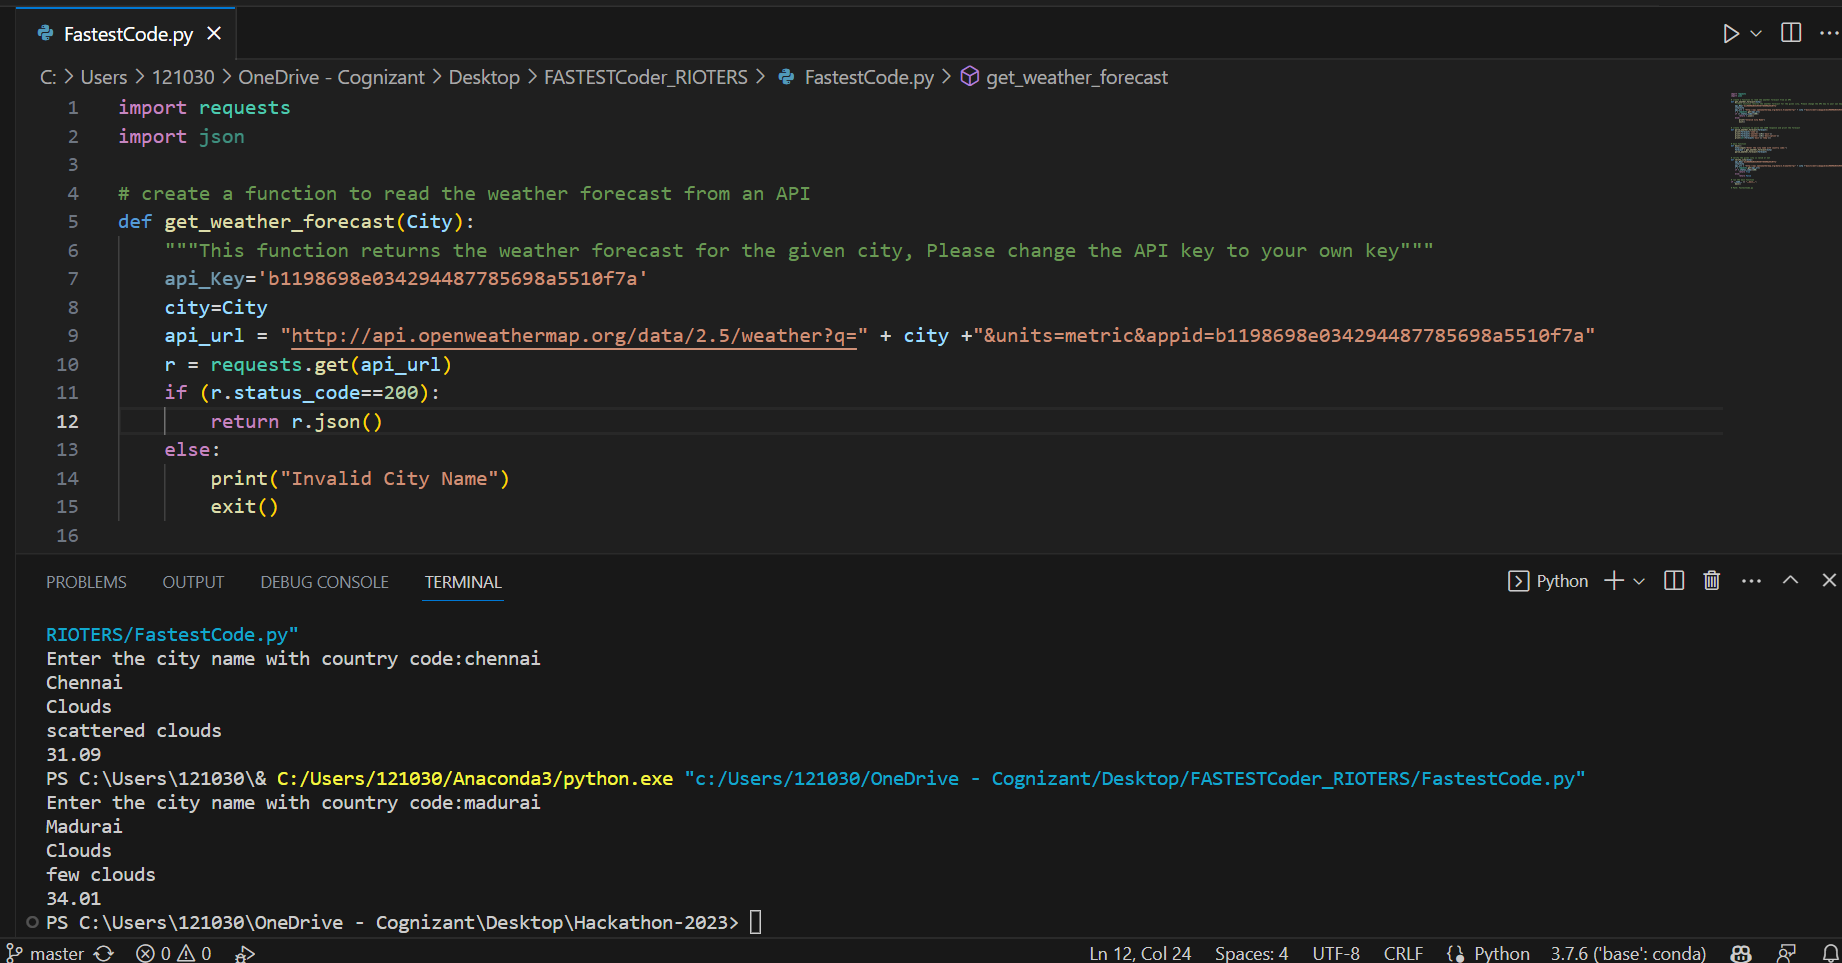 FastestCode.py
C: > Users > 121030 > OneDrive - Cognizant > Desktop > FASTESTCoder_RIOTERS > FastestCode.py > get_weather_forecast
1 import requests
2 import json
3
4 # create a function to read the weather forecast from an API
5 def get_weather_forecast(City):
6 """This function returns the weather forecast for the given city, Please change the API key to your own key"""
7 api_Key='b1198698e034294487785698a5510f7a'
8 city=City
9 api_url = "http://api.openweathermap.org/data/2.5/weather?q=" + city +"&units=metric&appid=b1198698e034294487785698a5510f7a"
10 r = requests.get(api_url)
11 if (r.status_code==200):
12 return r.json()
13 else:
14 print("Invalid City Name")
15 exit()
16
PROBLEMS OUTPUT DEBUG CONSOLE TERMINAL Python
RIOTERS/FastestCode.py"
Enter the city name with country code:chennai
Chennai
Clouds
scattered clouds
31.09
PS C:\Users\121030\& C:/Users/121030/Anaconda3/python.exe "c:/Users/121030/OneDrive - Cognizant/Desktop/FASTESTCoder_RIOTERS/FastestCode.py"
Enter the city name with country code:madurai
Madurai
Clouds
few clouds
34.01
PS C:\Users\121030\OneDrive - Cognizant\Desktop\Hackathon-2023>
master 0 0 Ln 12, Col 24 Spaces: 4 UTF-8 CRLF Python 3.7.6 ('base': conda)